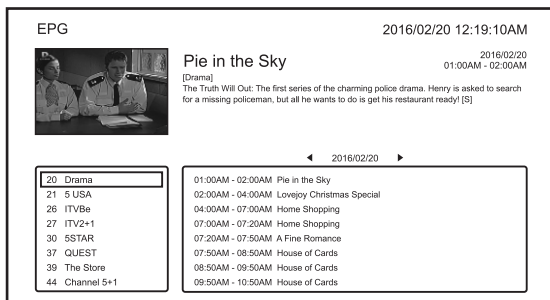 EPG
2016/02/20 12:19:10AM
Pie in the Sky
2016/02/20
01:00AM - 02:00AM
[Drama]
The Truth Will Out: The first series of the charming police drama. Henry is asked to search
for a missing policeman, but all he wants to do is get his restaurant ready! [S]
2016/02/20
20 Drama
21 5 USA
26 ITVBe
27 ITV2+1
30 5STAR
37 QUEST
39 The Store
44 Channel 5+1
01:00AM - 02:00AM Pie in the Sky
02:00AM - 04:00AM Lovejoy Christmas Special
04:00AM - 07:00AM Home Shopping
07:00AM - 07:20AM Home Shopping
07:20AM - 07:50AM A Fine Romance
07:50AM - 08:50AM House of Cards
08:50AM - 09:50AM House of Cards
09:50AM - 10:50AM House of Cards